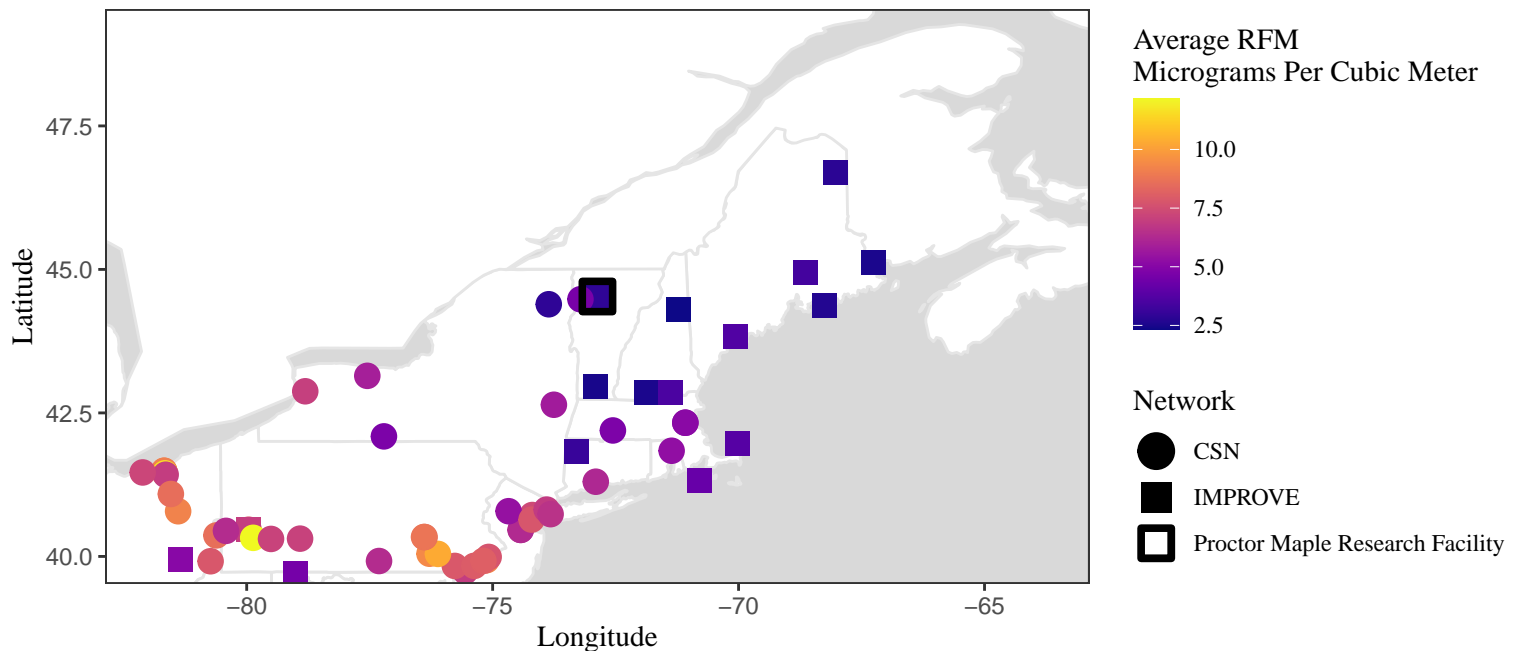 Average RFM
Micrograms Per Cubic Meter
10.0
7.5
5.0
2.5
Network
CSN
IMPROVE
Proctor Maple Research Facility
Latitude
47.5
45.0
42.5
40.0
−80
−75
−70
−65
Longitude